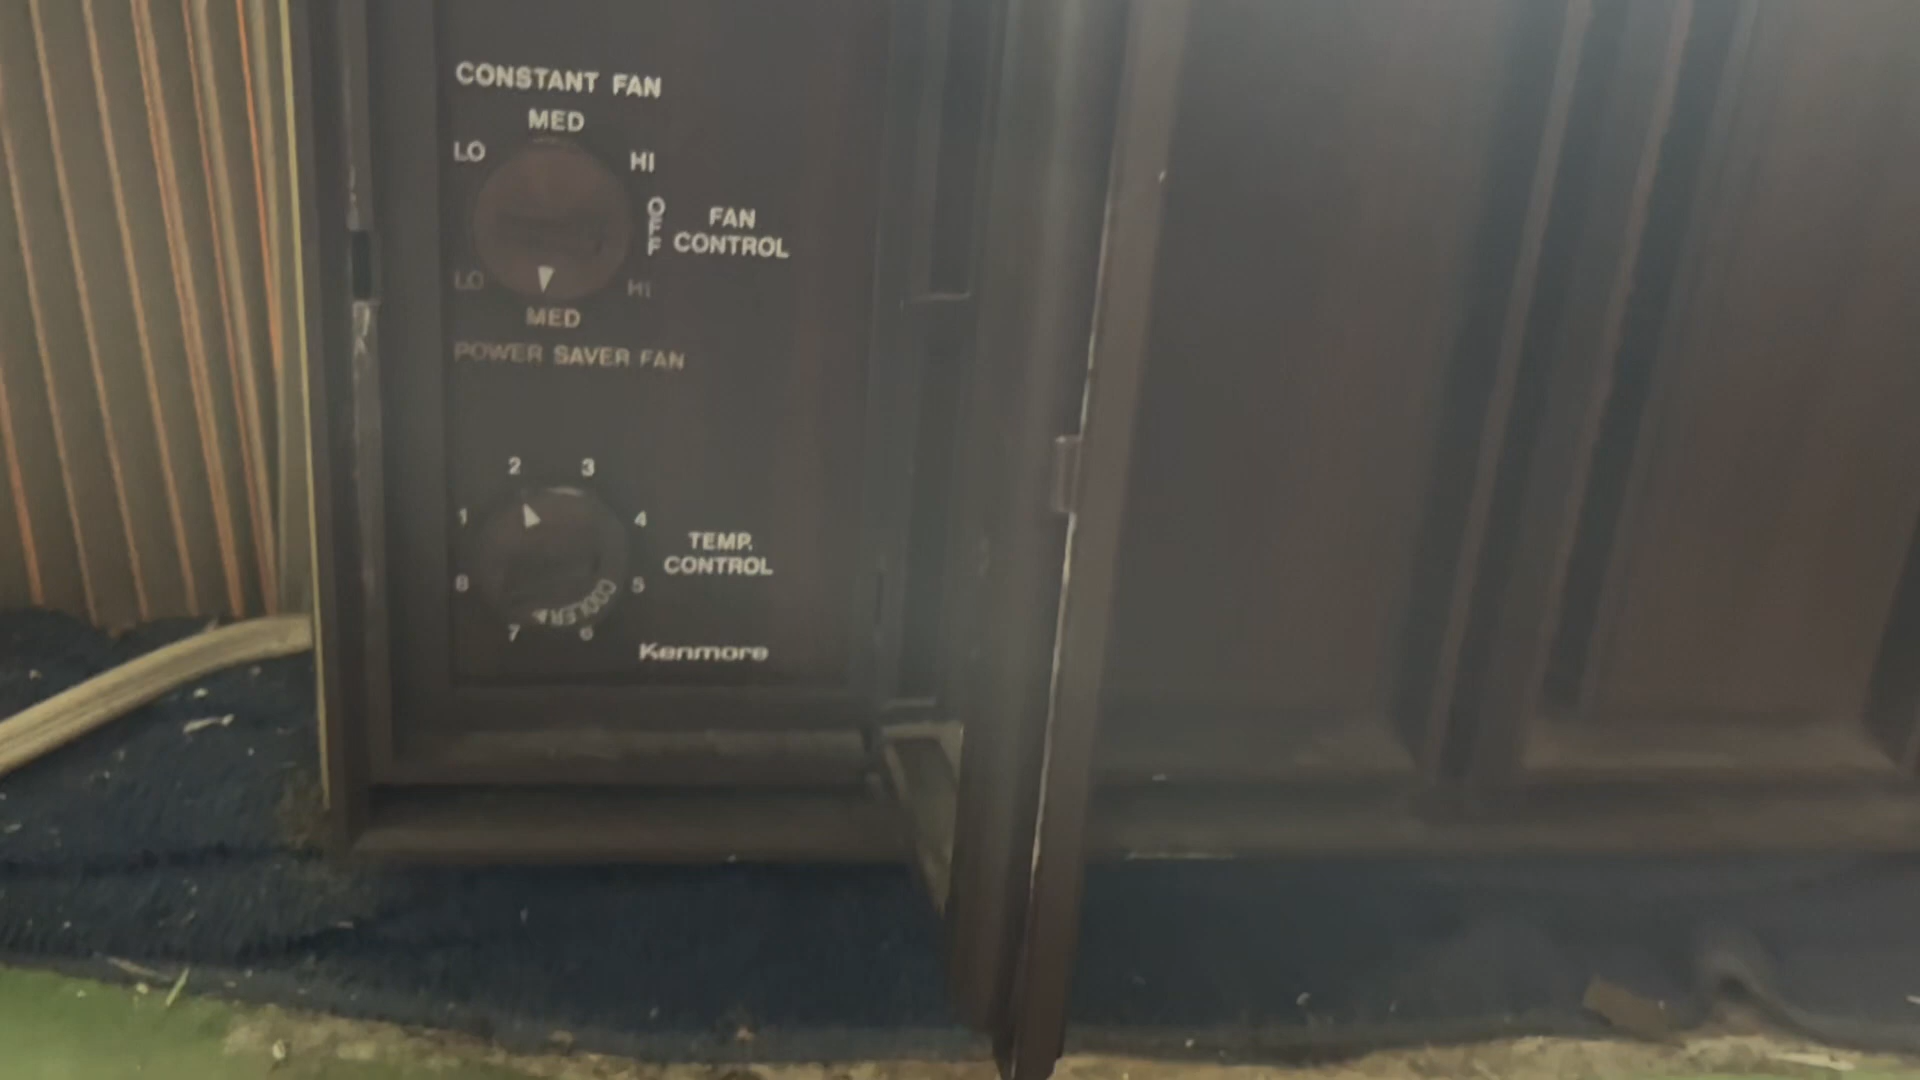 CONSTANT FAN
MED
LO
HI
OFF
FAN
CONTROL
LO
HI
MED
POWER SAVER FAN
2
3
1
4
TEMP.
CONTROL
8
5
COOLER
7
6
Kenmore